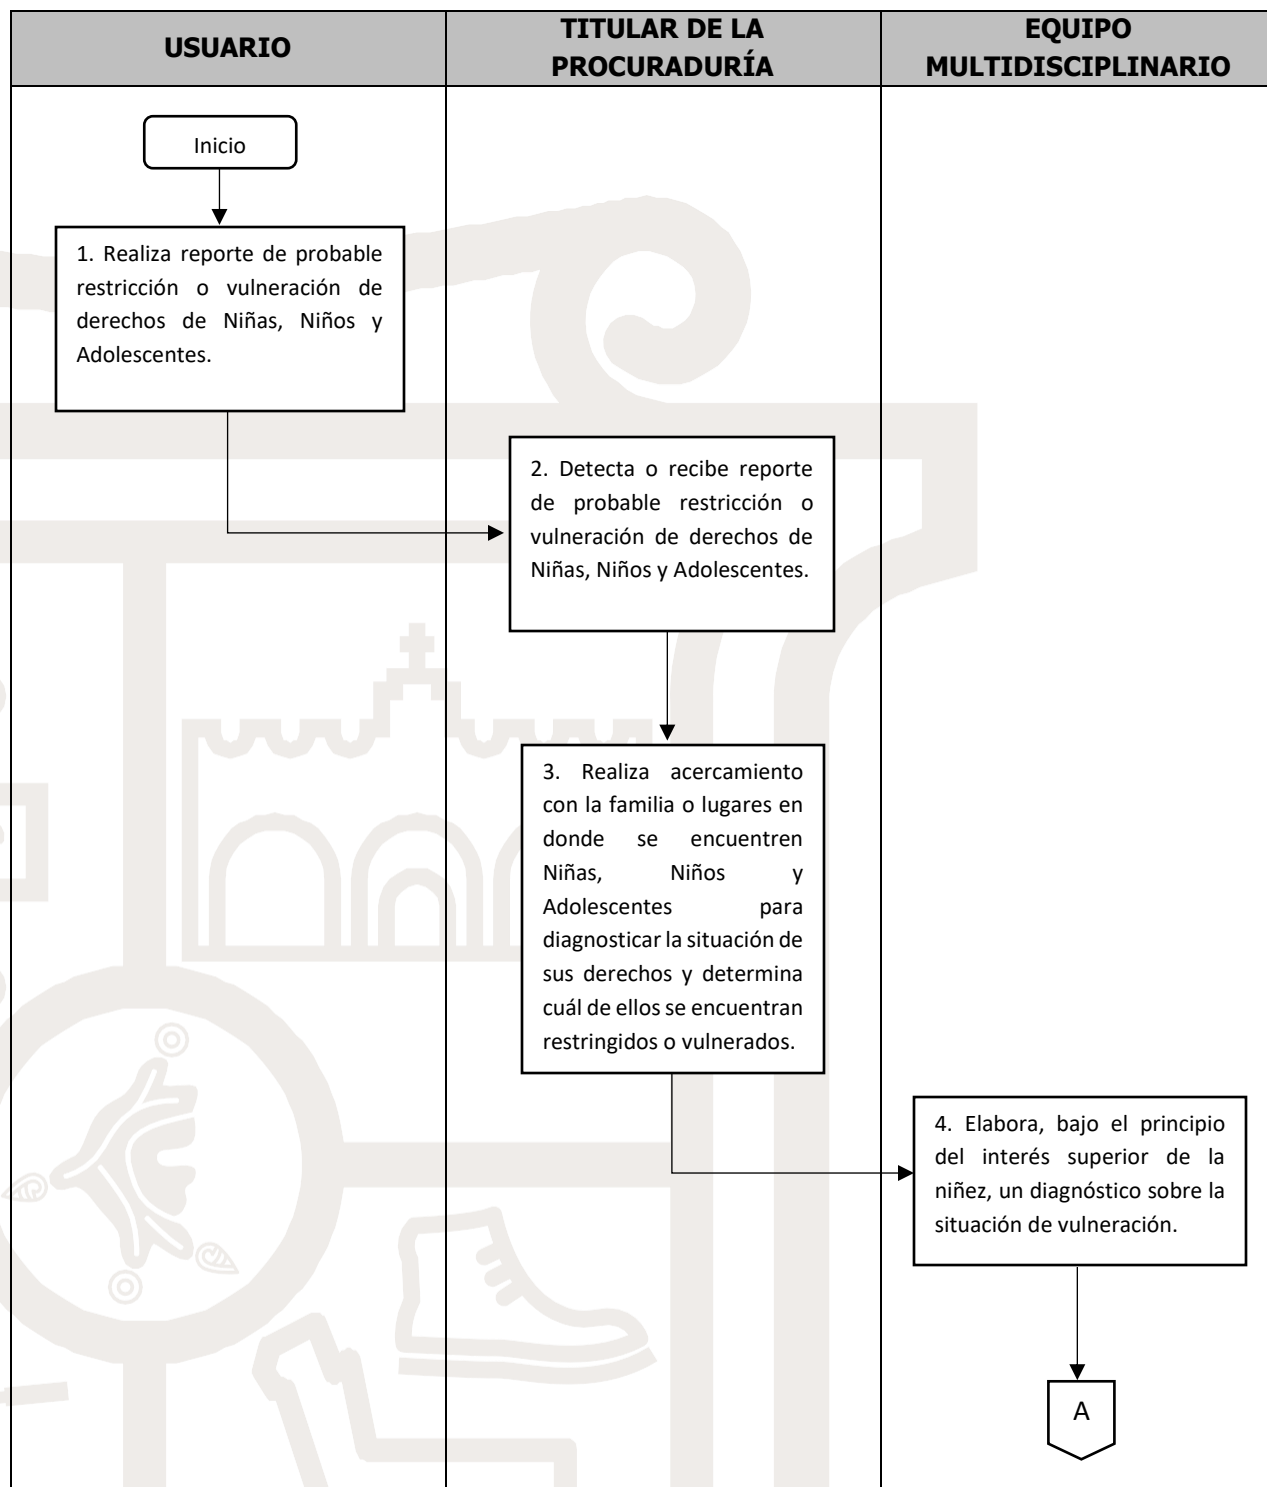 USUARIO
TITULAR DE LA
PROCURADURÍA
EQUIPO
MULTIDISCIPLINARIO
Inicio
1. Realiza reporte de probable
restricción o vulneración de
derechos de Niñas, Niños y
Adolescentes.
2. Detecta o recibe reporte
de probable restricción o
vulneración de derechos de
Niñas, Niños y Adolescentes.
3. Realiza acercamiento
con la familia o lugares en
donde se encuentren
Niñas, Niños y
Adolescentes para
diagnosticar la situación de
sus derechos y determina
cuál de ellos se encuentran
restringidos o vulnerados.
4. Elabora, bajo el principio
del interés superior de la
niñez, un diagnóstico sobre la
situación de vulneración.
A